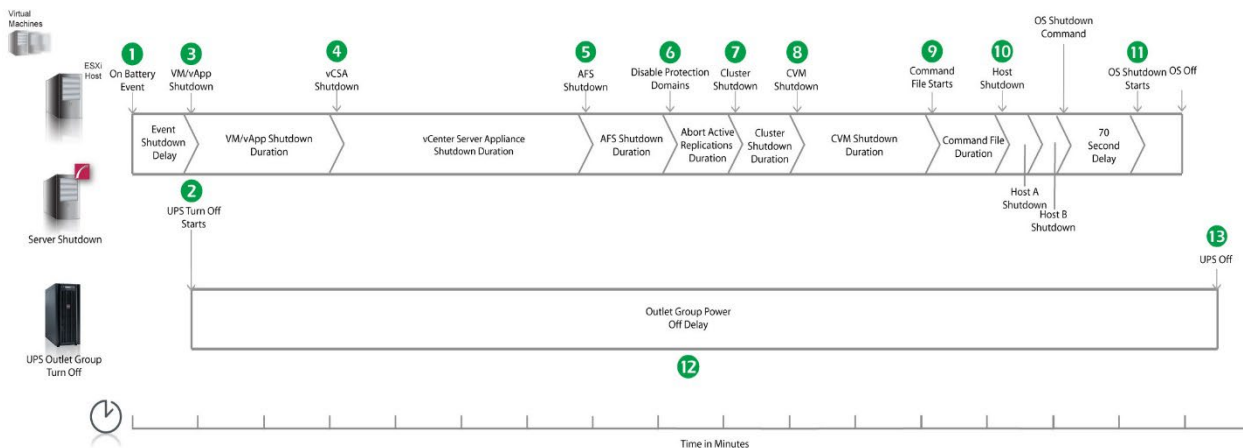 Virtual
Machines
ESXi
Host
1
On Battery
Event
3
VM/vApp
Shutdown
4
vCSA
Shutdown
5
AFS
Shutdown
6
Disable Protection
Domains
7
Cluster
Shutdown
8
CVM
Shutdown
9
Command
File Starts
10
Host
Shutdown
OS Shutdown
Command
11
OS Shutdown
Starts
OS Off
Event
Shutdown
Delay
VM/vApp Shutdown
Duration
vCenter Server Appliance
Shutdown Duration
AFS Shutdown
Duration
Abort Active
Replications
Duration
Cluster
Shutdown
Duration
CVM Shutdown
Duration
Command File
Duration
70
Second
Delay
Host A
Shutdown
Host B
Shutdown
Server Shutdown
2
UPS Turn Off
Starts
13
UPS Off
Outlet Group Power
Off Delay
12
UPS Outlet Group
Turn Off
Time in Minutes